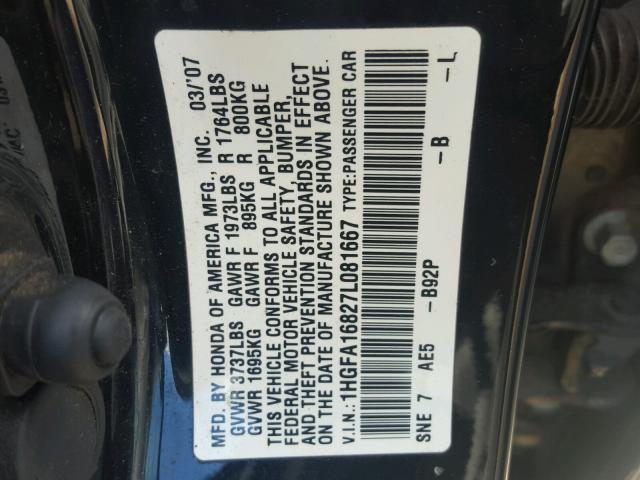 MFD. BY HONDA OF AMERICA MFG., INC. 03/'07
GVWR 3737LBS GAWR F 1973LBS R 1764LBS
GVWR 1695KG GAWR F 895KG R 800KG
THIS VEHICLE CONFORMS TO ALL APPLICABLE
FEDERAL MOTOR VEHICLE SAFETY, BUMPER,
AND THEFT PREVENTION STANDARDS IN EFFECT
ON THE DATE OF MANUFACTURE SHOWN ABOVE.
V.I.N.: 1HGFA16827L081667 TYPE:PASSENGER CAR
SNE 7 AE5 -B92P -B -L